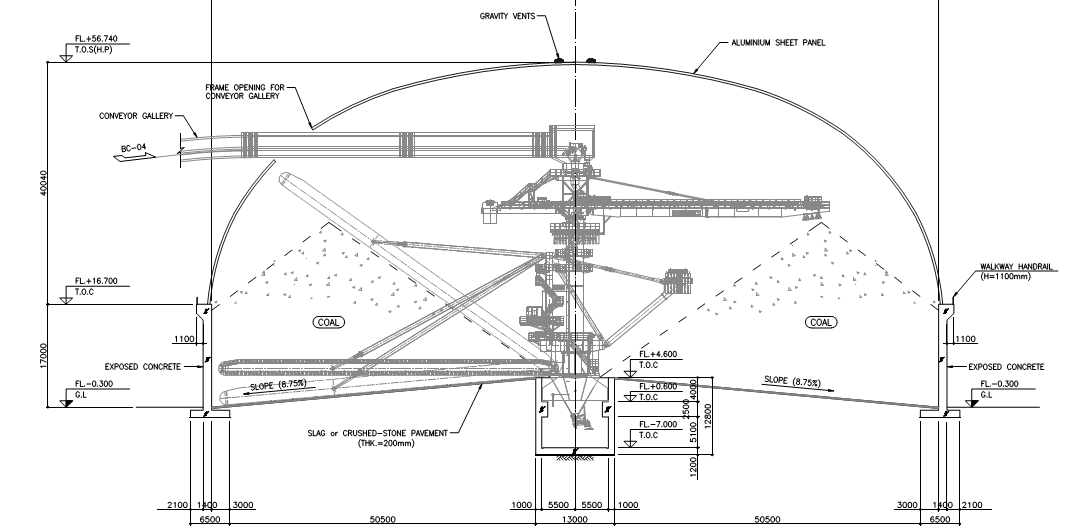 GRAVITY VENTS
FL.+56.740
T.O.S(H.P)
ALUMINIUM SHEET PANEL
FRAME OPENING FOR
CONVEYOR GALLERY
CONVEYOR GALLERY
BC-04
40040
FL.+16.700
T.O.C
WALKWAY HANDRAIL
(H=1100mm)
COAL
COAL
1100
1100
17000
EXPOSED CONCRETE
EXPOSED CONCRETE
FL.+4.600
T.O.C
FL.-0.300
G.L
SLOPE (8.75%)
SLOPE (8.75%)
FL.-0.300
G.L
FL.+0.600
T.O.C
4000
2500
12800
SLAG or CRUSHED-STONE PAVEMENT
(THK.=200mm)
FL.-7.000
T.O.C
5100
1200
2100
1400
3000
1000
5500
5500
1000
3000
1400
2100
6500
50500
13000
50500
6500